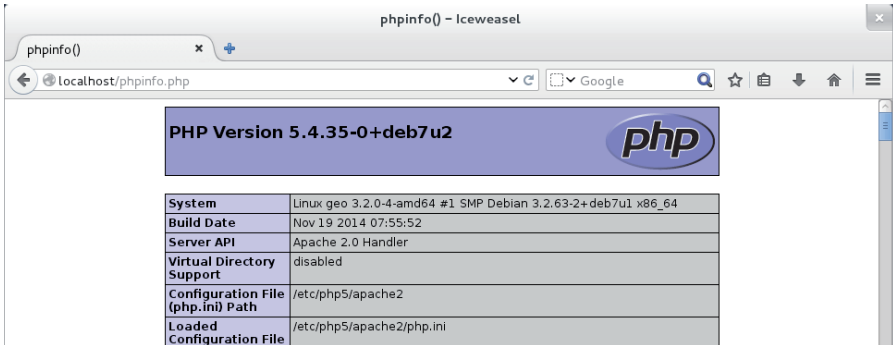 phpinfo() – Iceweasel
phpinfo()
localhost/phpinfo.php
Google
PHP Version 5.4.35-0+deb7u2
php
System Linux geo 3.2.0-4-amd64 #1 SMP Debian 3.2.63-2+deb7u1 x86_64
Build Date Nov 19 2014 07:55:52
Server API Apache 2.0 Handler
Virtual Directory Support disabled
Configuration File (php.ini) Path /etc/php5/apache2
Loaded Configuration File /etc/php5/apache2/php.ini